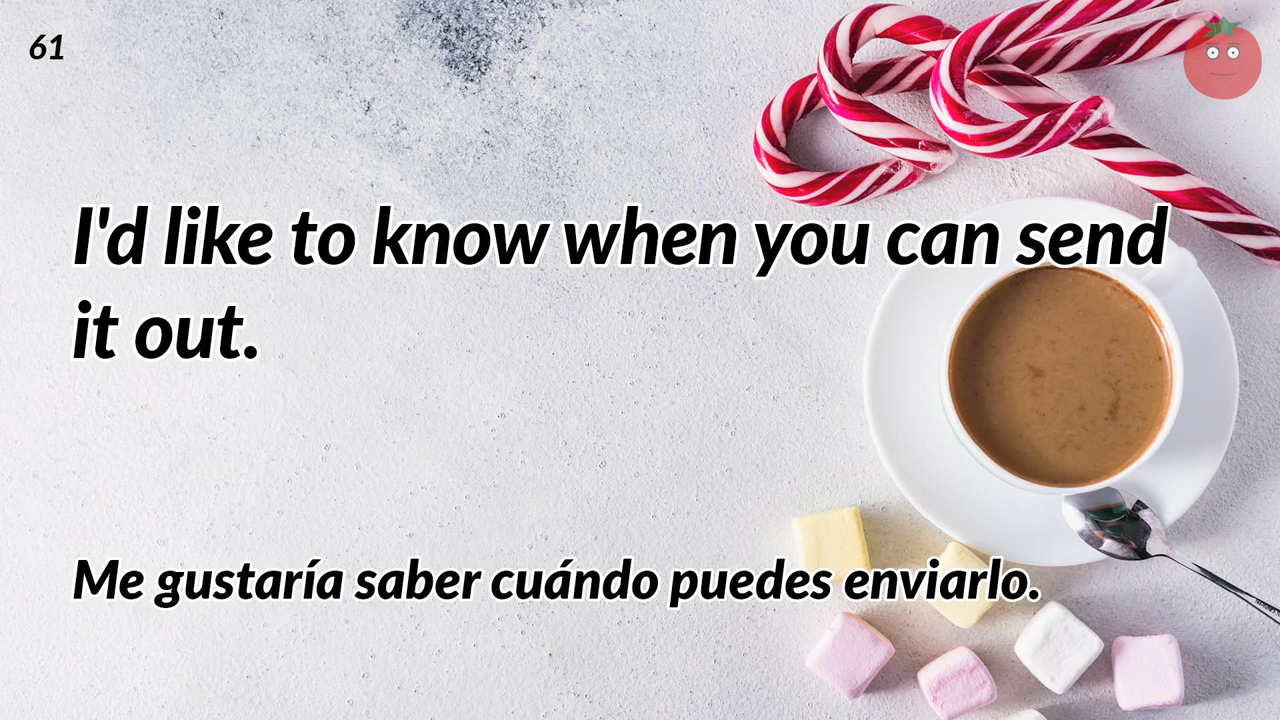 61
I'd like to know when you can send
it out.
Me gustaría saber cuándo puedes enviarlo.